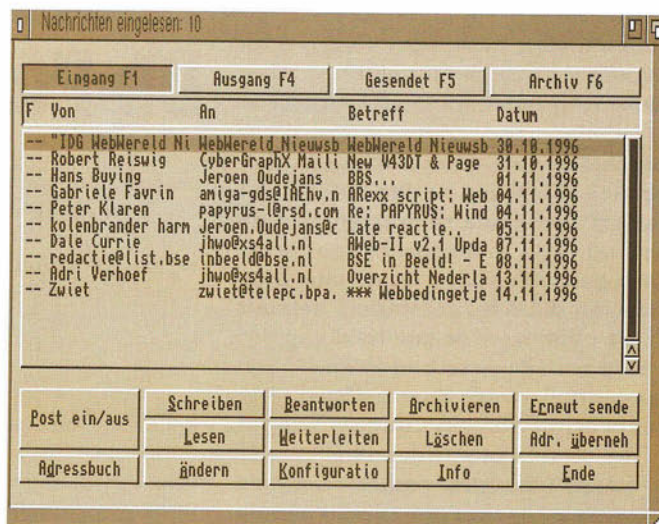 Nachrichten eingelesen: 10
Eingang F1 Ausgang F4 Gesendet F5 Archiv F6
F Von An Betreff Datum
-- "IDG WebWereld Ni WebWereld Nieuwsb WebWereld Nieuwsb 30.10.1996
-- Robert Reiswig CyberGraphX Maili New V43DT & Page 31.10.1996
-- Hans Buying Jeroen Oudejans BBS... 01.11.1996
-- Gabriele Favrin amiga-gds@IAEhv.n ARexx script: Web 04.11.1996
-- Peter Klaren papyrus-l@rsd.com Re: PAPYRUS: Wind 04.11.1996
-- kolenbrander harm Jeroen.Oudejans@c Late reactie.. 05.11.1996
-- Dale Currie jhwo@xs4all.nl AWeb-II v2.1 Upda 07.11.1996
-- redactie@list.bse inbeeld@bse.nl BSE in Beeld! - E 08.11.1996
-- Adri Verhoef jhwo@xs4all.nl Overzicht Nederla 13.11.1996
-- Zwiet zwiet@telepc.bpa. *** Webbedingetje 14.11.1996
Post ein/aus Schreiben Beantworten Archivieren Erneut sende
Lesen Weiterleiten Löschen Adr. überneh
Adressbuch ändern Konfiguratio Info Ende